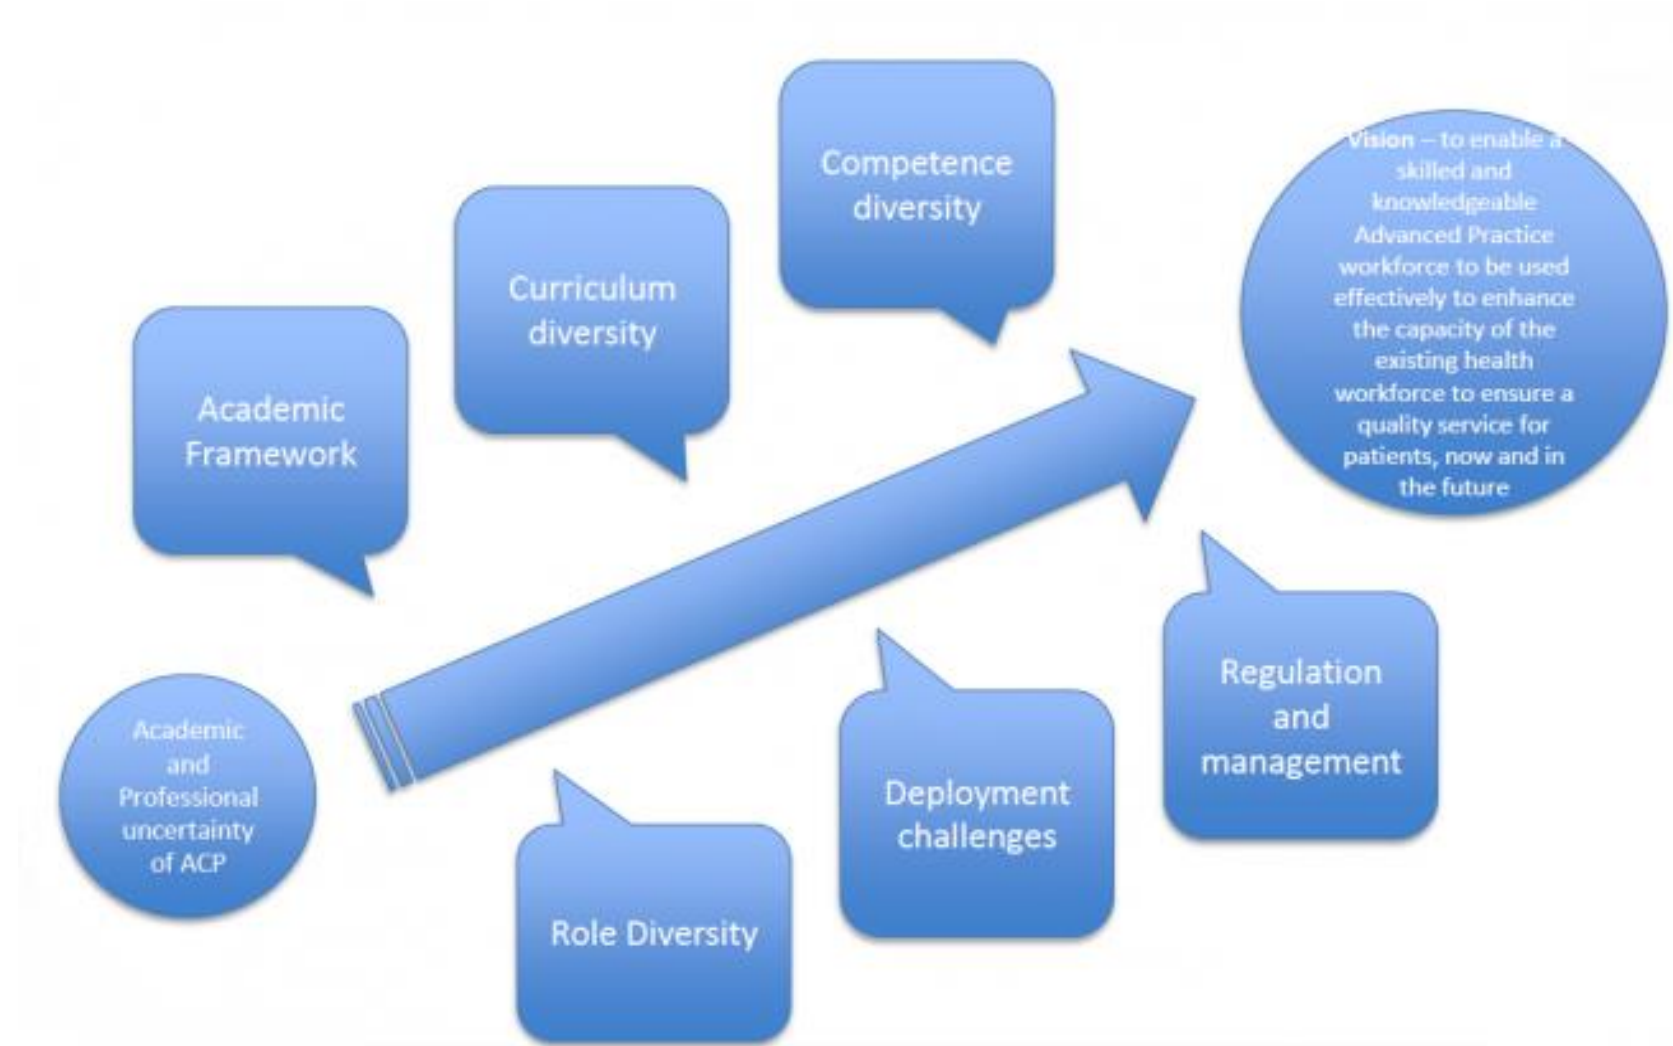 Competence
diversity
Curriculum
diversity
Academic
Framework
Vision – to enable a
skilled and
knowledgeable
Advanced Practice
workforce to be used
effectively to enhance
the capacity of the
existing health
workforce to ensure a
quality service for
patients, now and in
the future
Academic
and
Professional
uncertainty
of ACP
Role Diversity
Deployment
challenges
Regulation
and
management